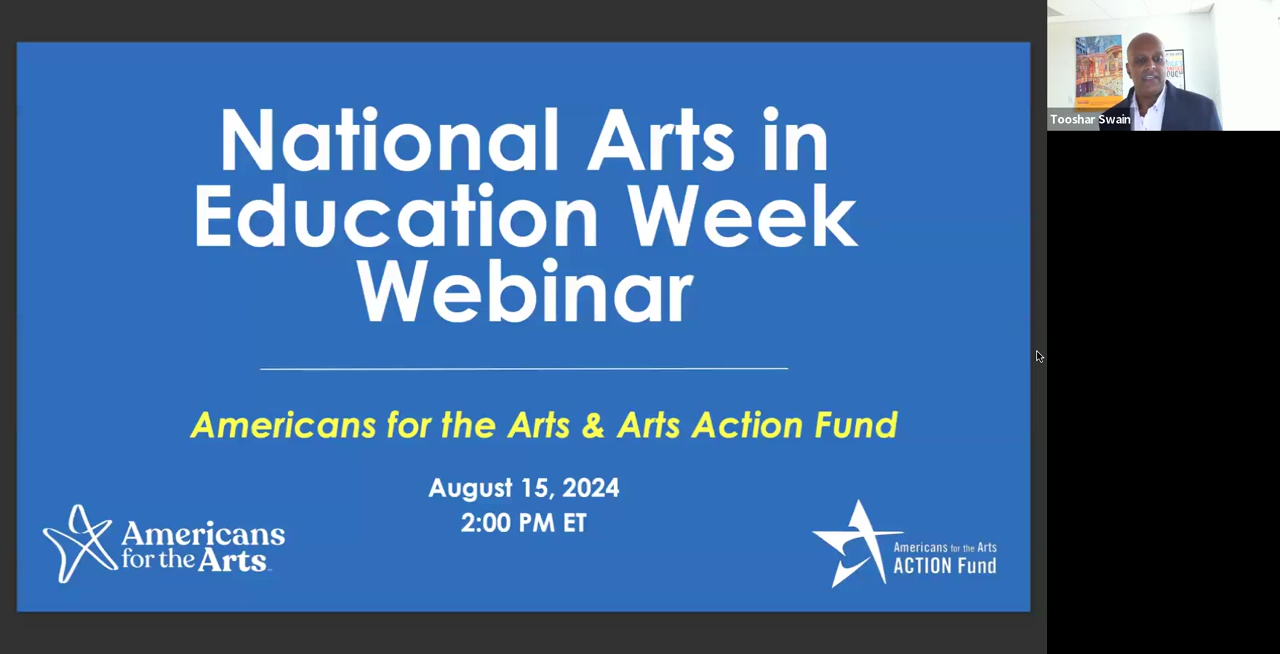 National Arts in
Education Week
Webinar
Americans for the Arts & Arts Action Fund
August 15, 2024
2:00 PM ET
Americans
for the Arts
Americans for the Arts
ACTION Fund
Tooshar Swain